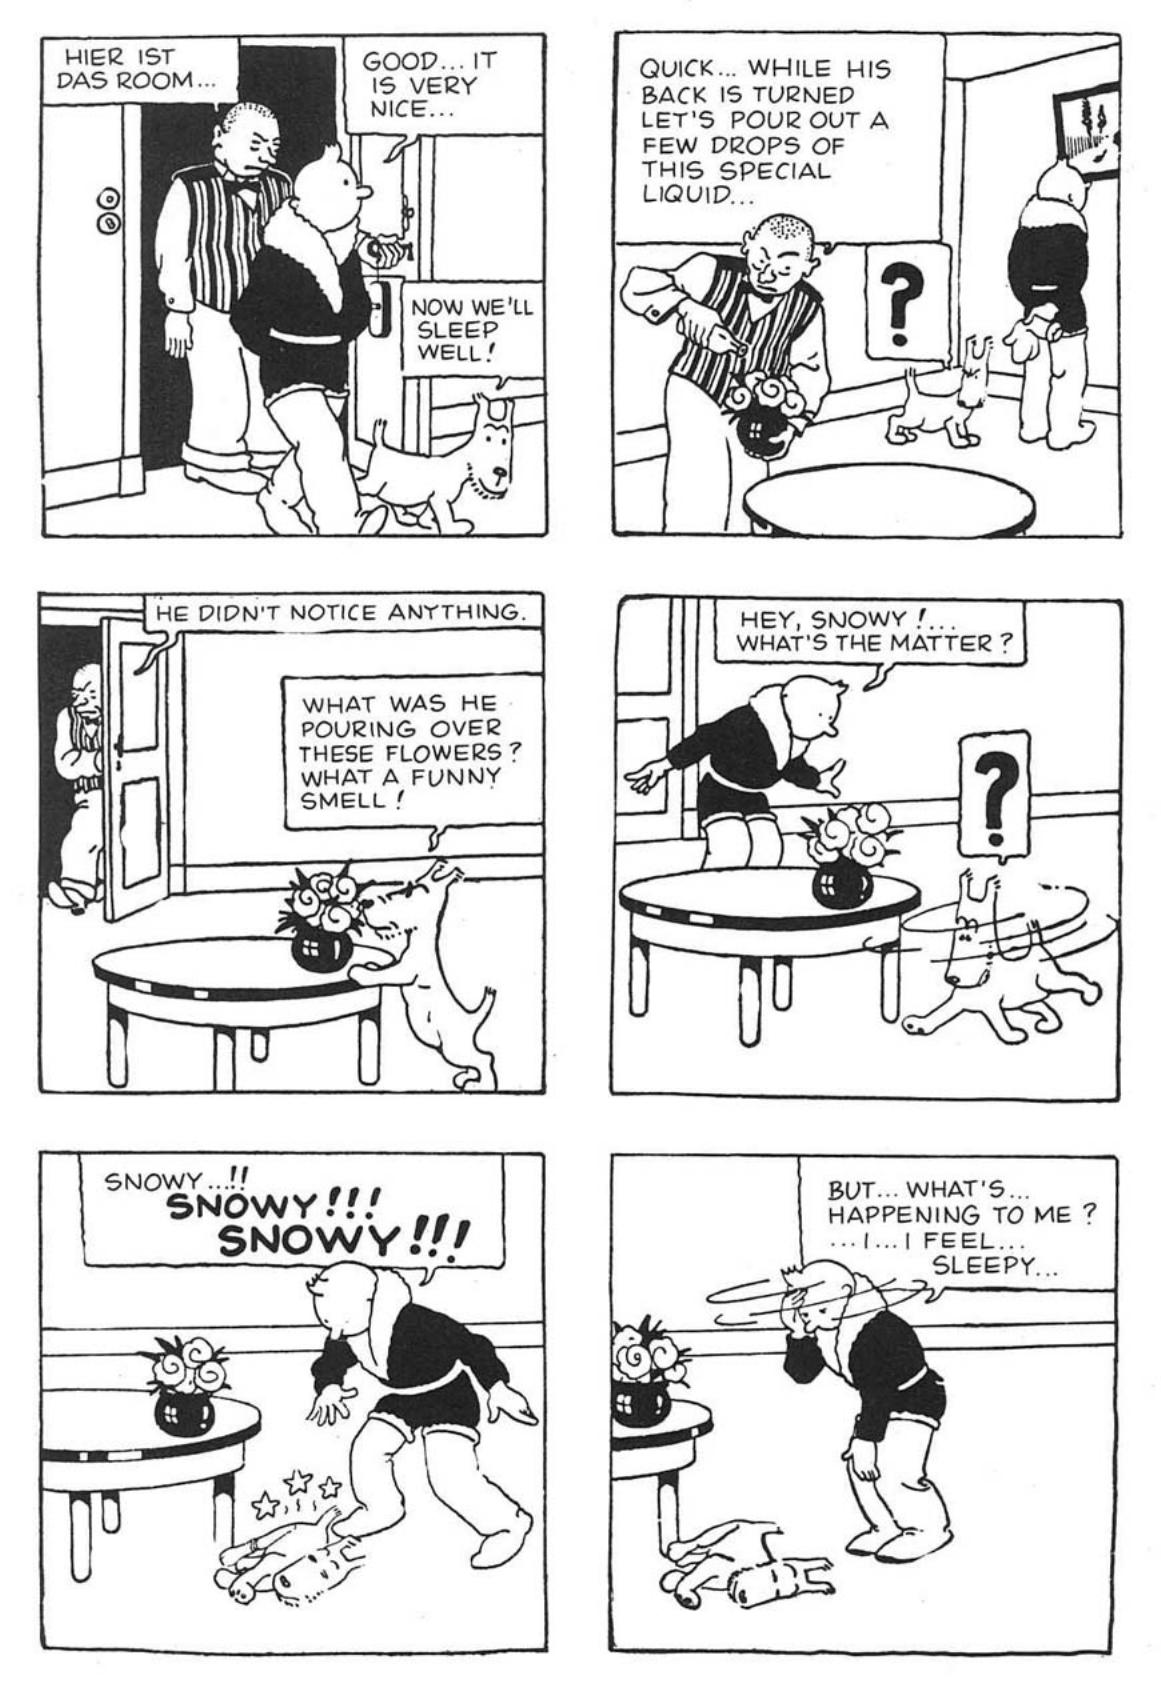 HIER IST
DAS ROOM...
GOOD... IT
IS VERY
NICE...
NOW WE'LL
SLEEP
WELL!
QUICK... WHILE HIS
BACK IS TURNED
LET'S POUR OUT A
FEW DROPS OF
THIS SPECIAL
LIQUID...
?
HE DIDN'T NOTICE ANYTHING.
WHAT WAS HE
POURING OVER
THESE FLOWERS?
WHAT A FUNNY
SMELL!
HEY, SNOWY!...
WHAT'S THE MATTER?
?
SNOWY...!!
SNOWY!!!
SNOWY!!!
BUT... WHAT'S...
HAPPENING TO ME?
...I...I FEEL...
SLEEPY...